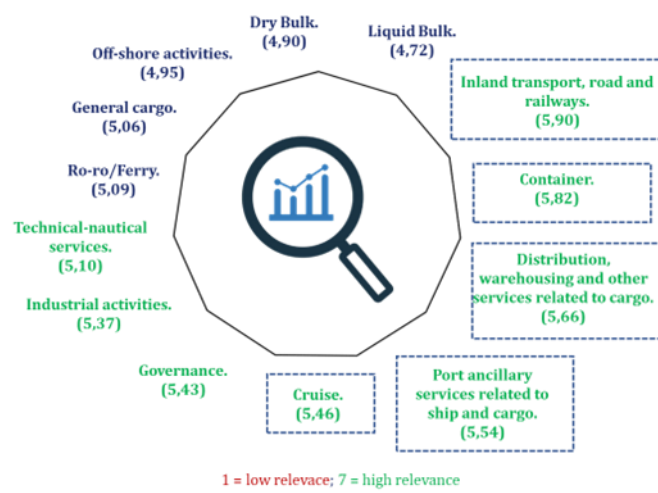 Dry Bulk.
(4,90)
Liquid Bulk.
(4,72)
Inland transport, road and
railways.
(5,90)
Container.
(5,82)
Distribution,
warehousing and other
services related to cargo.
(5,66)
Port ancillary
services related to
ship and cargo.
(5,54)
Cruise.
(5,46)
Governance.
(5,43)
Industrial activities.
(5,37)
Technical-nautical
services.
(5,10)
Ro-ro/Ferry.
(5,09)
General cargo.
(5,06)
Off-shore activities.
(4,95)
1 = low relevace; 7 = high relevance